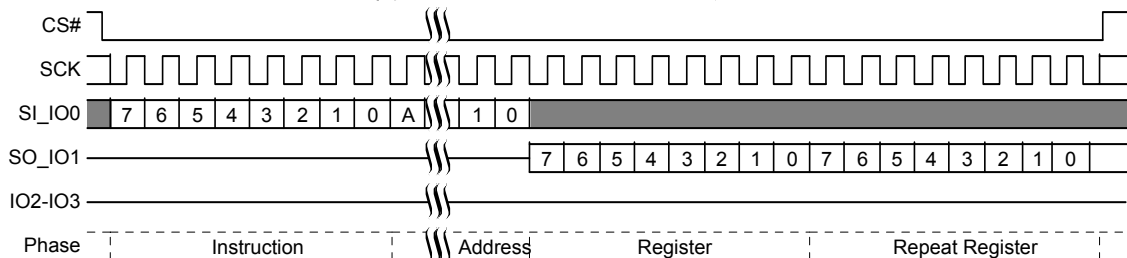 CS#
SCK
SI_IO0 7 6 5 4 3 2 1 0 A 1 0
SO_IO1 7 6 5 4 3 2 1 0 7 6 5 4 3 2 1 0
IO2-IO3
Phase Instruction Address Register Repeat Register